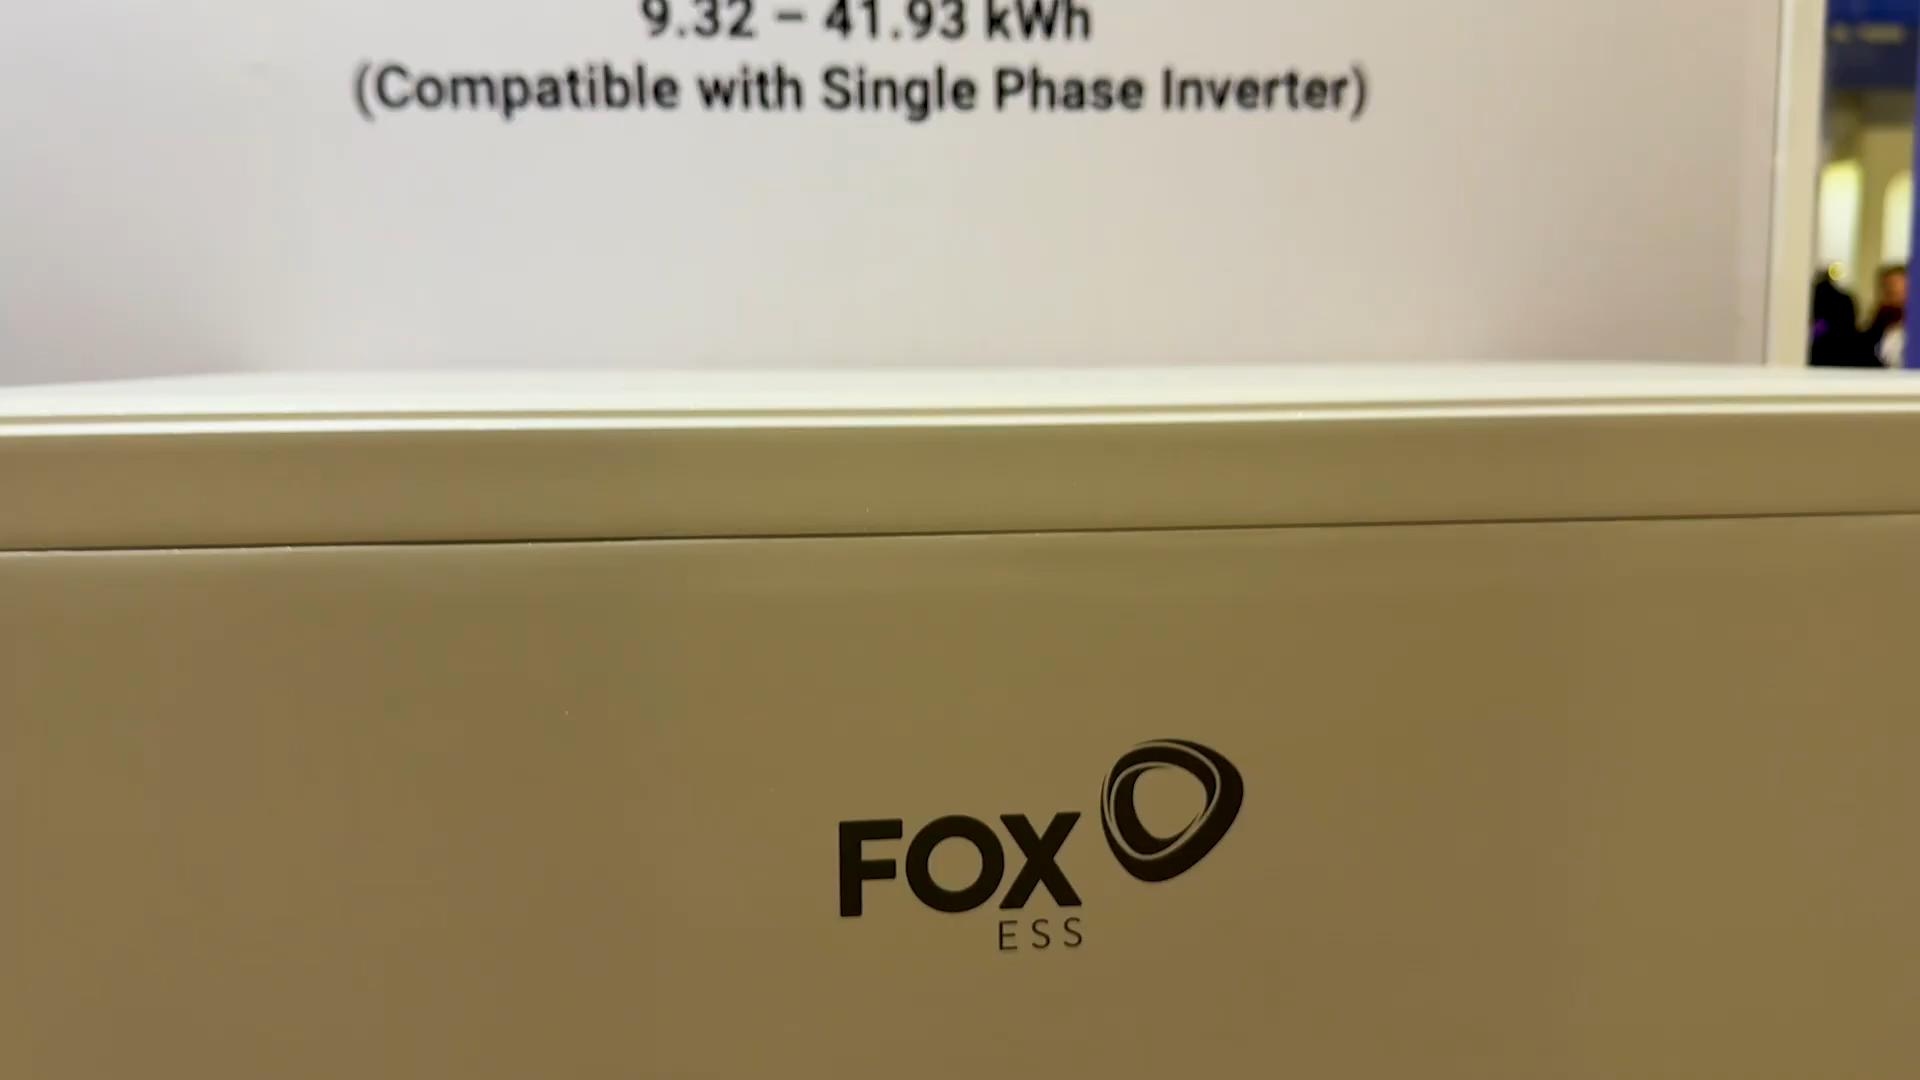 9.32 – 41.93 kWh
(Compatible with Single Phase Inverter)
FOX
ESS